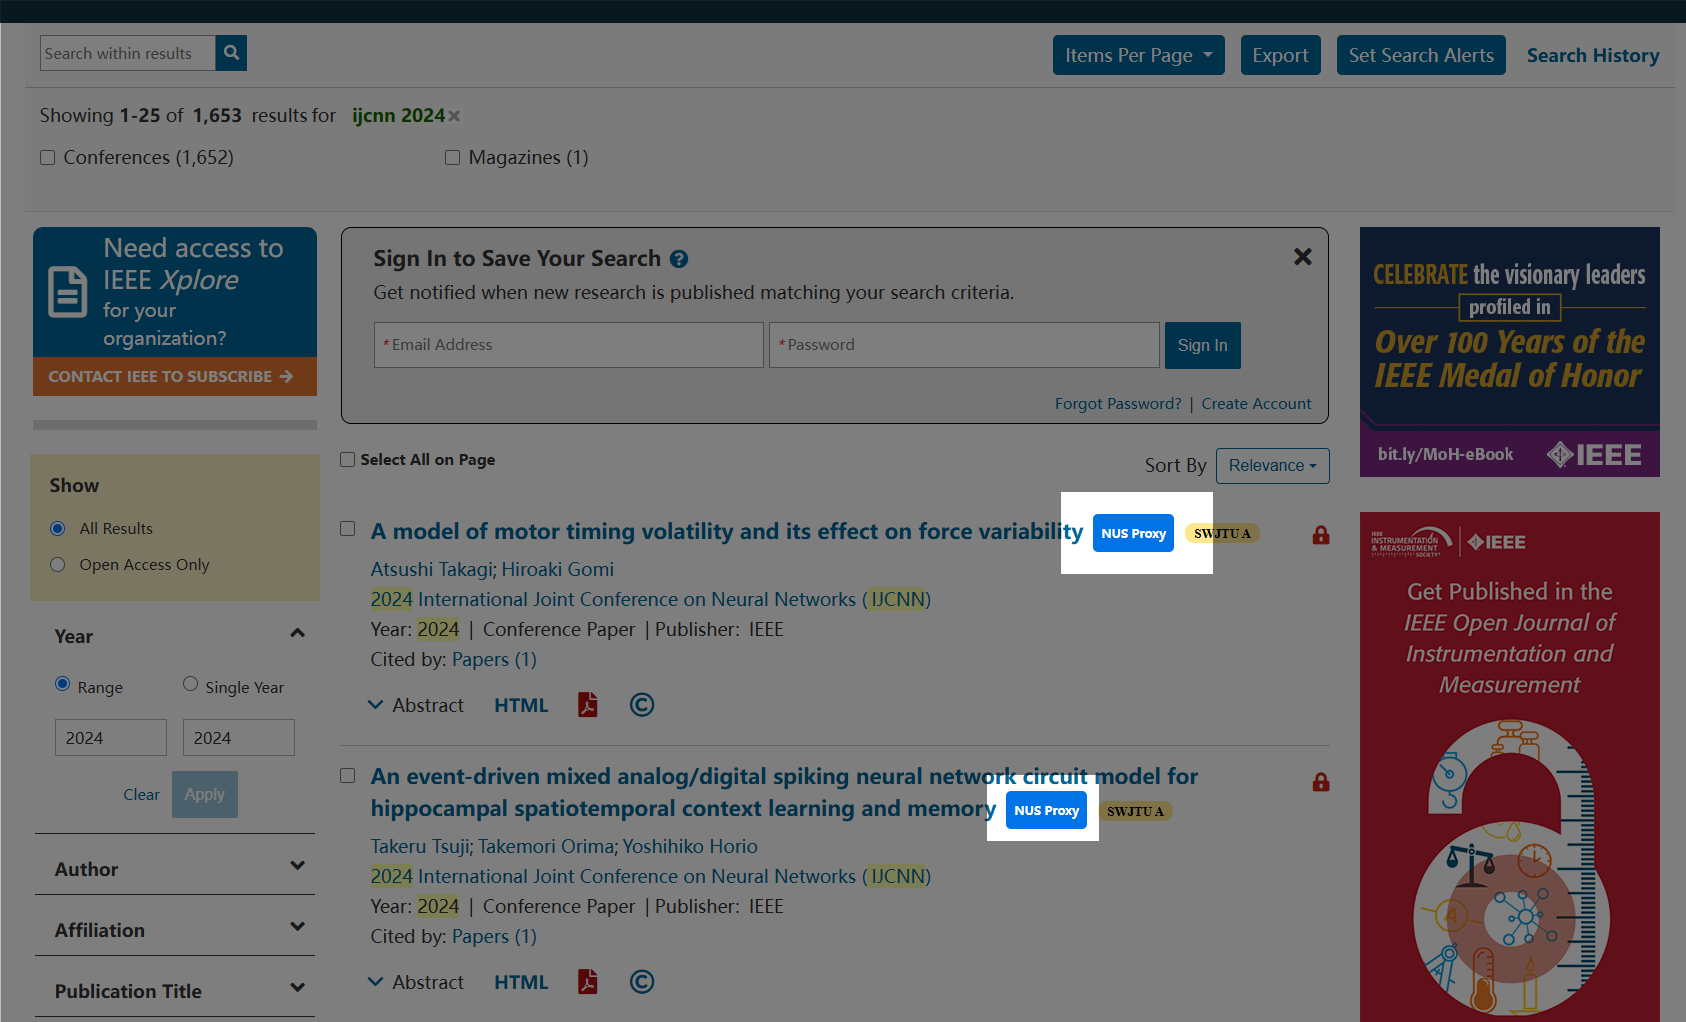 Search within results
Items Per Page
Export
Set Search Alerts
Search History
Showing 1-25 of 1,653 results for ijcnn 2024
Conferences (1,652)
Magazines (1)
Need access to
IEEE Xplore
for your
organization?
CONTACT IEEE TO SUBSCRIBE
Sign In to Save Your Search
Get notified when new research is published matching your search criteria.
*Email Address
*Password
Sign In
Forgot Password? | Create Account
CELEBRATE the visionary leaders
profiled in
Over 100 Years of the
IEEE Medal of Honor
bit.ly/MoH-eBook
IEEE
Show
All Results
Open Access Only
Year
Range
Single Year
2024
2024
Clear
Apply
Author
Affiliation
Publication Title
Select All on Page
Sort By
Relevance
A model of motor timing volatility and its effect on force variability NUS Proxy SWJTU A
Atsushi Takagi; Hiroaki Gomi
2024 International Joint Conference on Neural Networks (IJCNN)
Year: 2024 | Conference Paper | Publisher: IEEE
Cited by: Papers (1)
Abstract HTML ©
An event-driven mixed analog/digital spiking neural network circuit model for
hippocampal spatiotemporal context learning and memory NUS Proxy SWJTU A
Takeru Tsuji; Takemori Orima; Yoshihiko Horio
2024 International Joint Conference on Neural Networks (IJCNN)
Year: 2024 | Conference Paper | Publisher: IEEE
Cited by: Papers (1)
Abstract HTML ©
IEEE
INSTRUMENTATION
& MEASUREMENT
SOCIETY
IEEE
Get Published in the
IEEE Open Journal of
Instrumentation and
Measurement
A